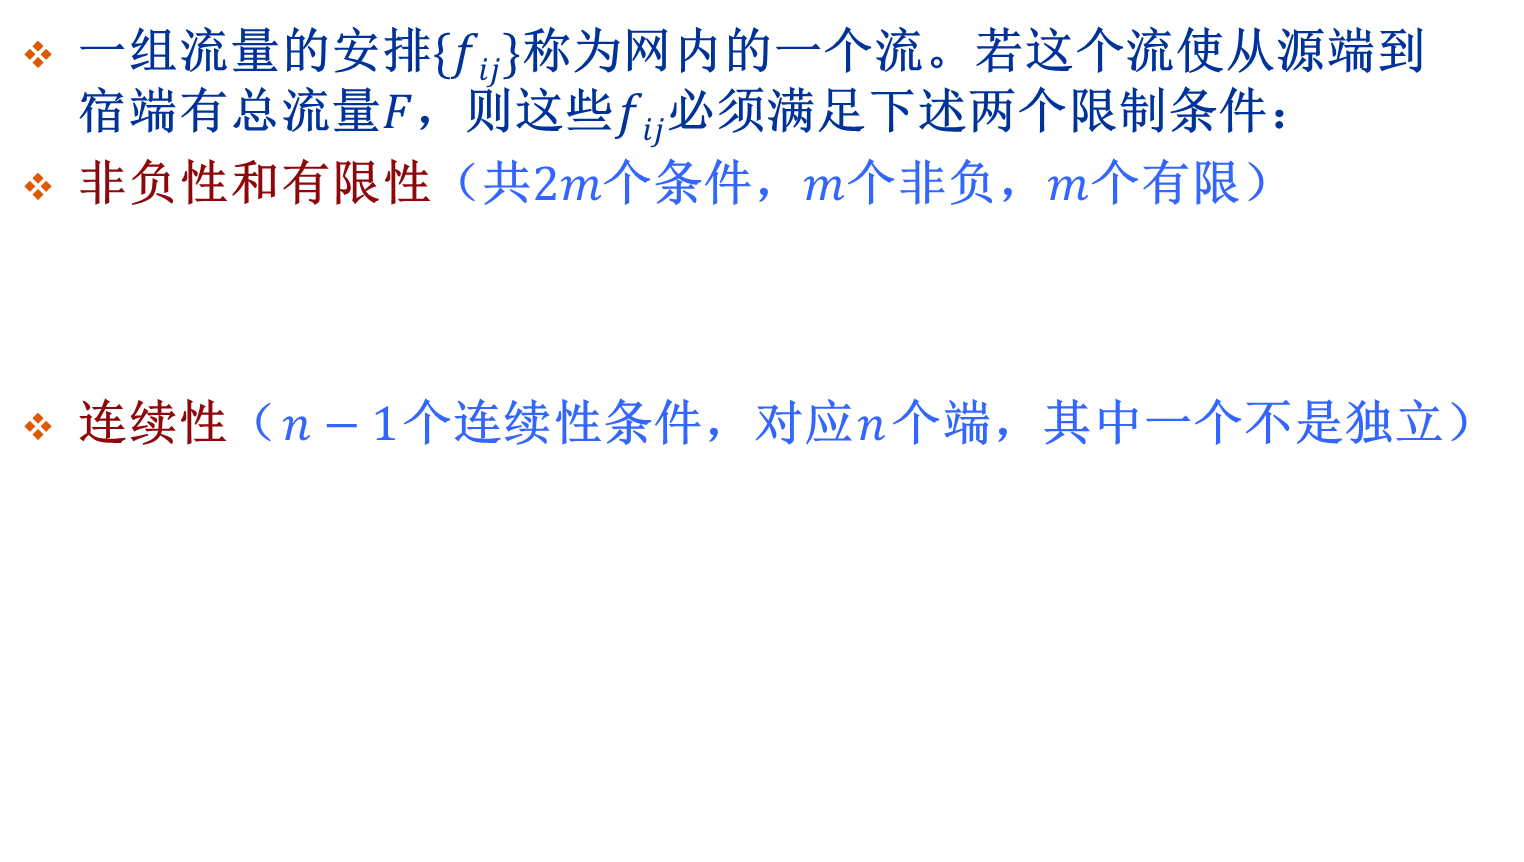 ❖ 一组流量的安排{f_ij}称为网内的一个流。若这个流使从源端到
宿端有总流量F，则这些f_ij必须满足下述两个限制条件：
❖ 非负性和有限性（共2m个条件，m个非负，m个有限）
❖ 连续性（n − 1个连续性条件，对应n个端，其中一个不是独立）